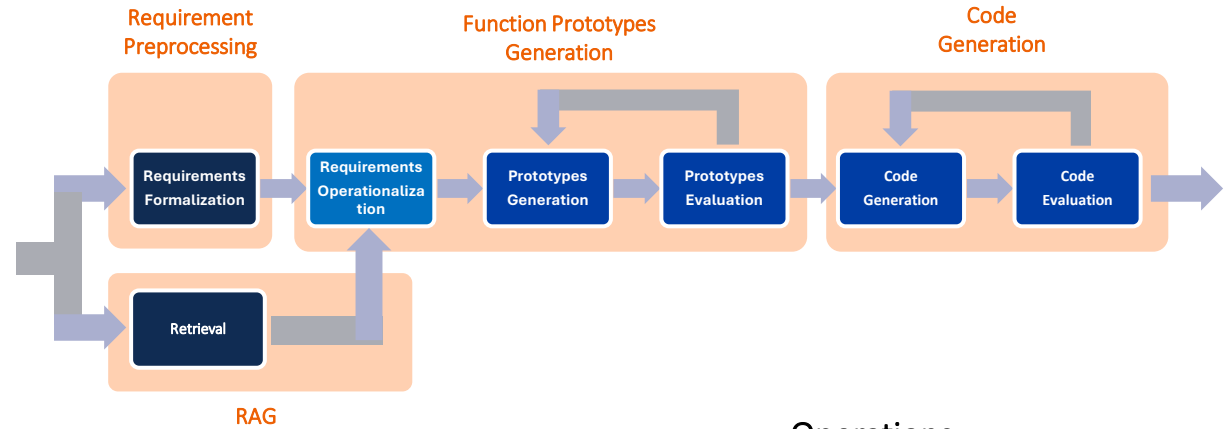 Requirement
Preprocessing
Function Prototypes
Generation
Code
Generation
Requirements
Formalization
Requirements
Operationaliza
tion
Prototypes
Generation
Prototypes
Evaluation
Code
Generation
Code
Evaluation
Retrieval
RAG
Operations